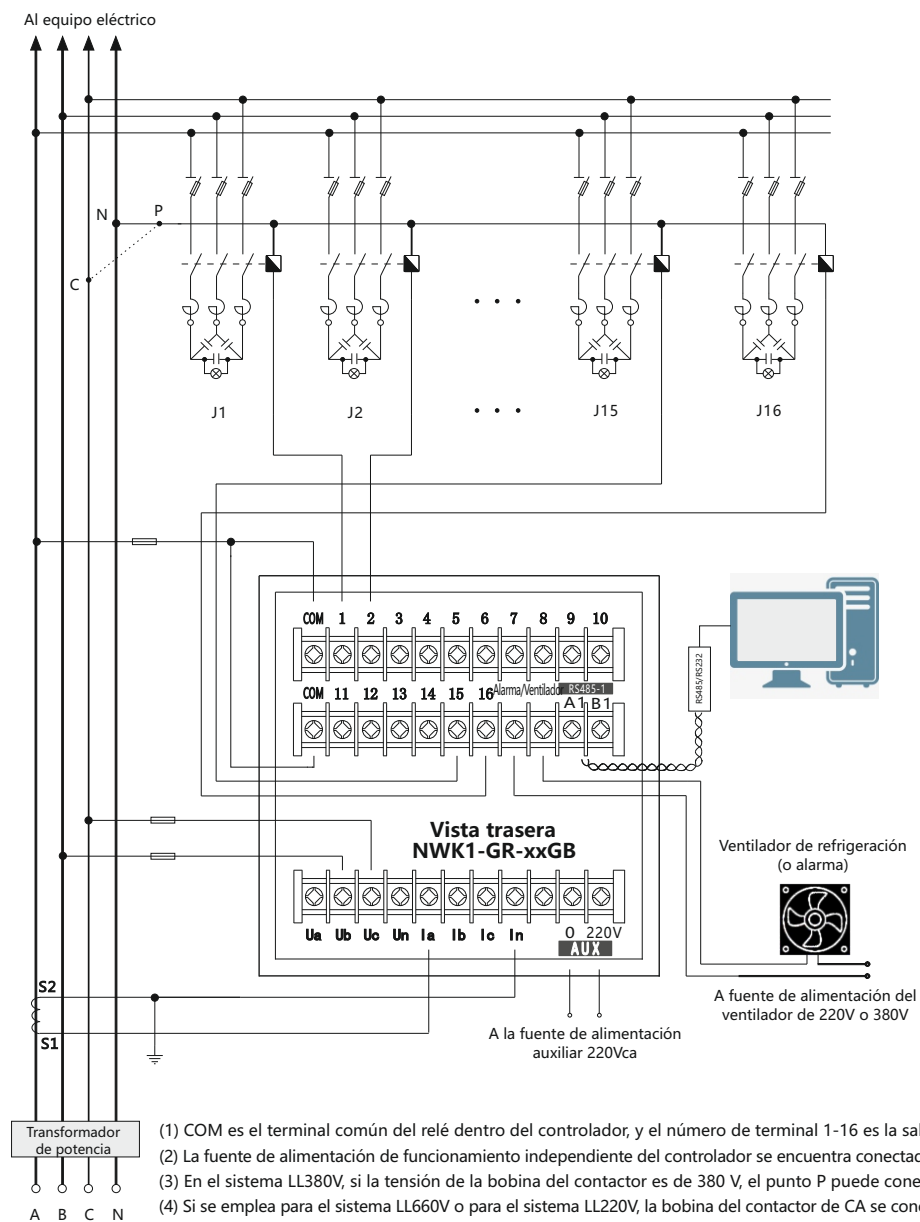 Al equipo eléctrico
N
P
C
J1
J2
J15
J16
COM 1 2 3 4 5 6 7 8 9 10
COM 11 12 13 14 15 16 Alarma/Ventilador RS485-1
A1 B1
RS485/RS232
Vista trasera
NWK1-GR-xxGB
Ua Ub Uc Un Ia Ib Ic In 0 220V
AUX
Ventilador de refrigeración
(o alarma)
S2
S1
A la fuente de alimentación
auxiliar 220Vca
A fuente de alimentación del
ventilador de 220V o 380V
Transformador
de potencia
A B C N
(1) COM es el terminal común del relé dentro del controlador, y el número de terminal 1-16 es la sal
(2) La fuente de alimentación de funcionamiento independiente del controlador se encuentra conectad
(3) En el sistema LL380V, si la tensión de la bobina del contactor es de 380 V, el punto P puede cone
(4) Si se emplea para el sistema LL660V o para el sistema LL220V, la bobina del contactor de CA se con